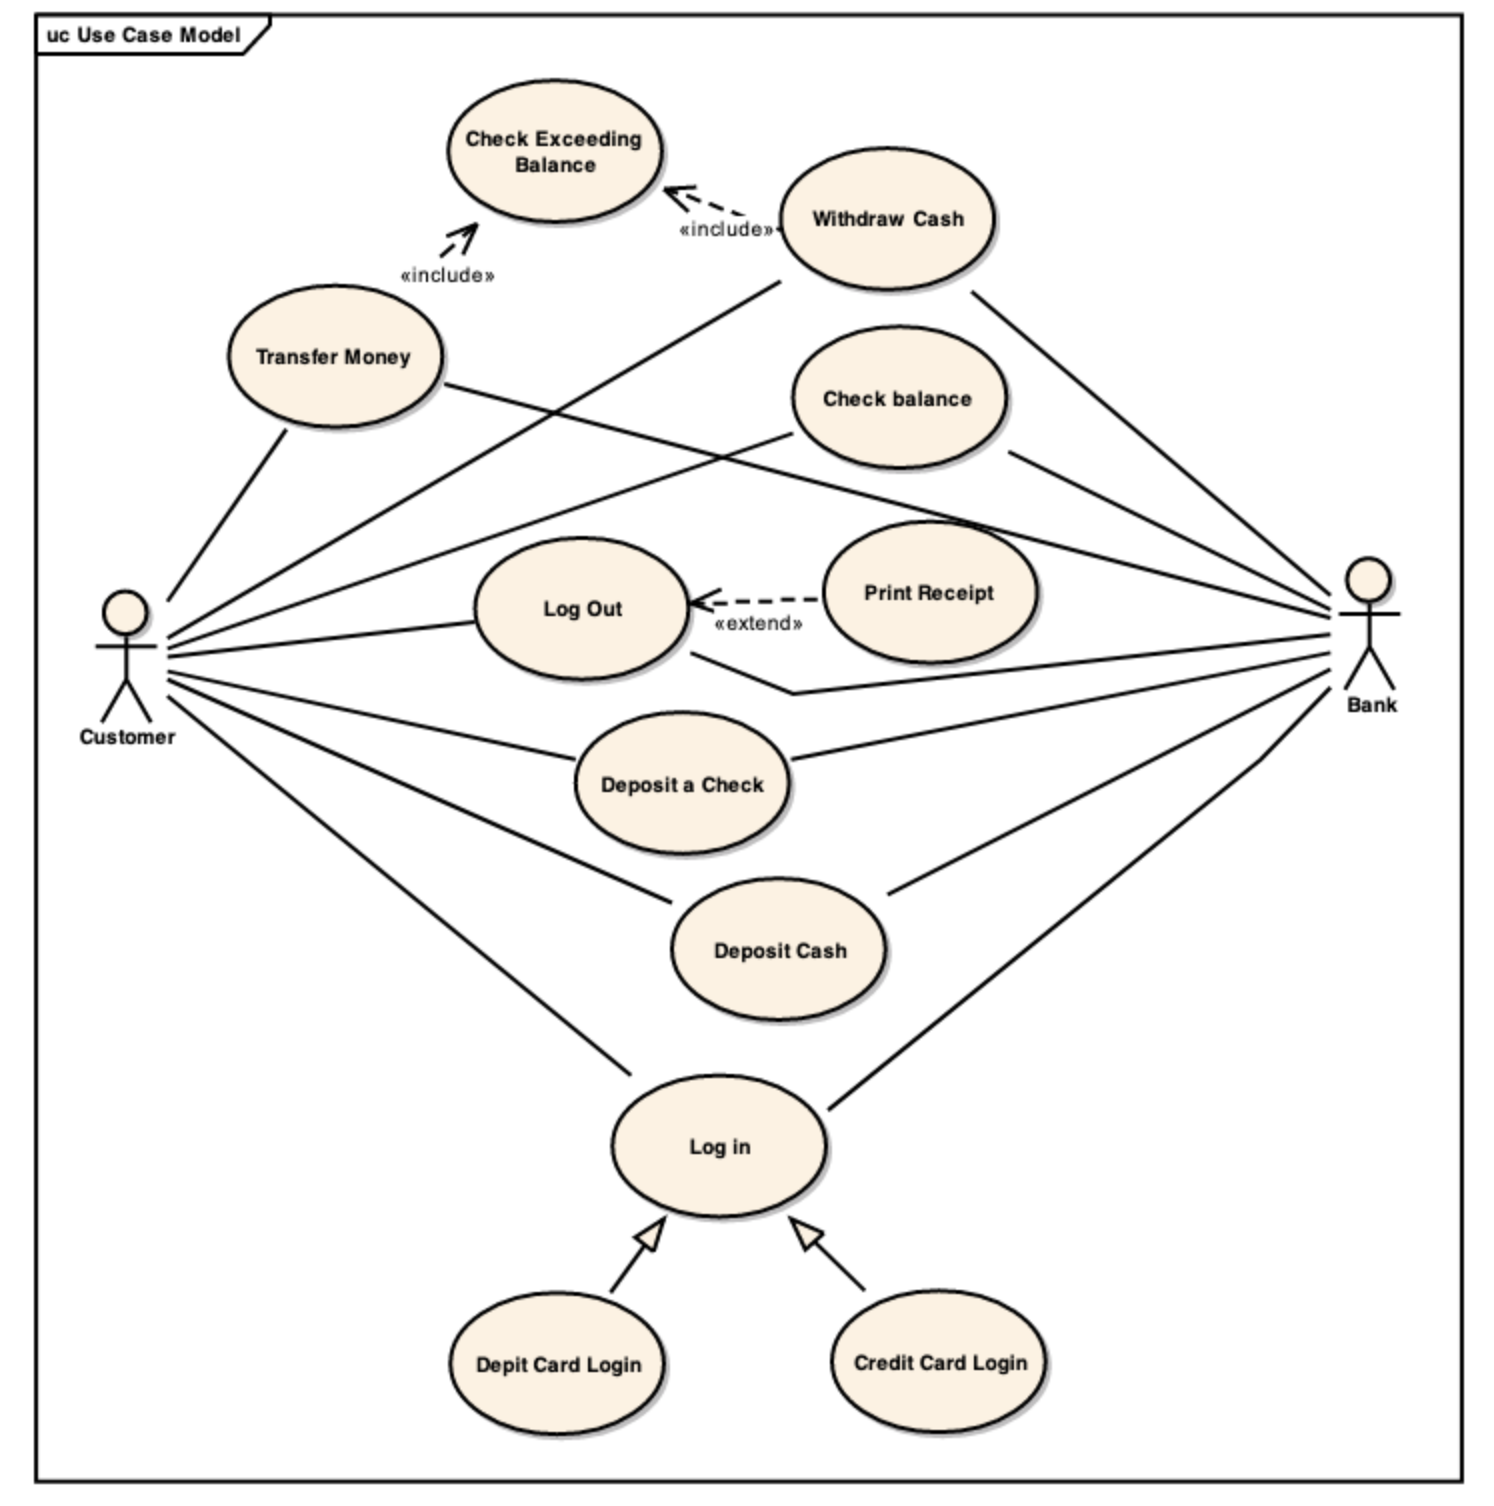 uc Use Case Model
Check Exceeding
Balance
Withdraw Cash
«include»
«include»
Transfer Money
Check balance
Log Out
Print Receipt
«extend»
Customer
Bank
Deposit a Check
Deposit Cash
Log in
Depit Card Login
Credit Card Login